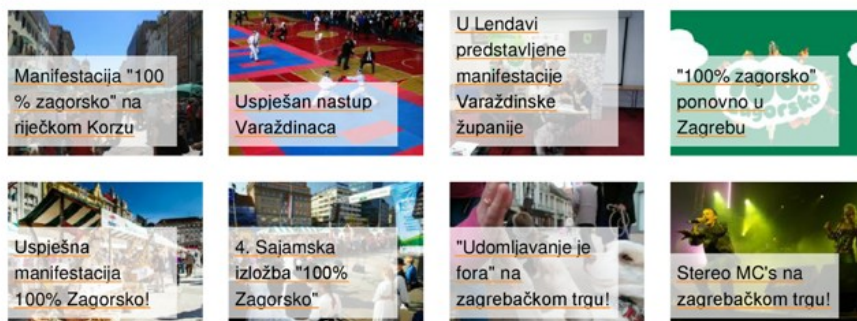 Manifestacija "100
% zagorsko" na
riječkom Korzu
Uspješan nastup
Varaždinaca
U Lendavi
predstavljene
manifestacije
Varaždinske
županije
"100% zagorsko"
ponovno u
Zagrebu
Uspješna
manifestacija
100% Zagorsko!
4. Sajamska
izložba "100%
Zagorsko"
"Udomljavanje je
fora" na
zagrebačkom trgu!
Stereo MC's na
zagrebačkom trgu!